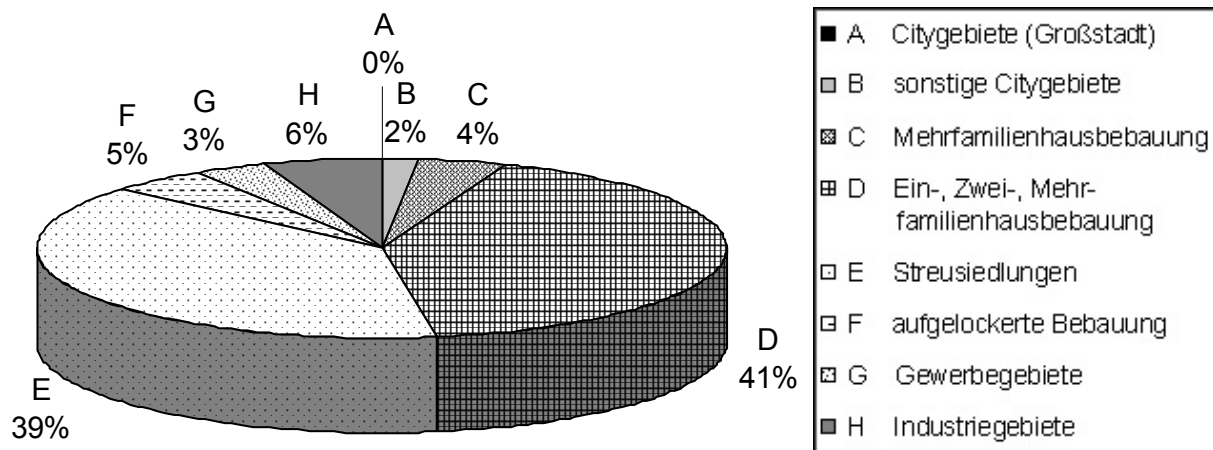 A
0%
B
2%
C
4%
D
41%
E
39%
F
5%
G
3%
H
6%
A Citygebiete (Großstadt)
B sonstige Citygebiete
C Mehrfamilienhausbebauung
D Ein-, Zwei-, Mehr-
familienhausbebauung
E Streusiedlungen
F aufgelockerte Bebauung
G Gewerbegebiete
H Industriegebiete